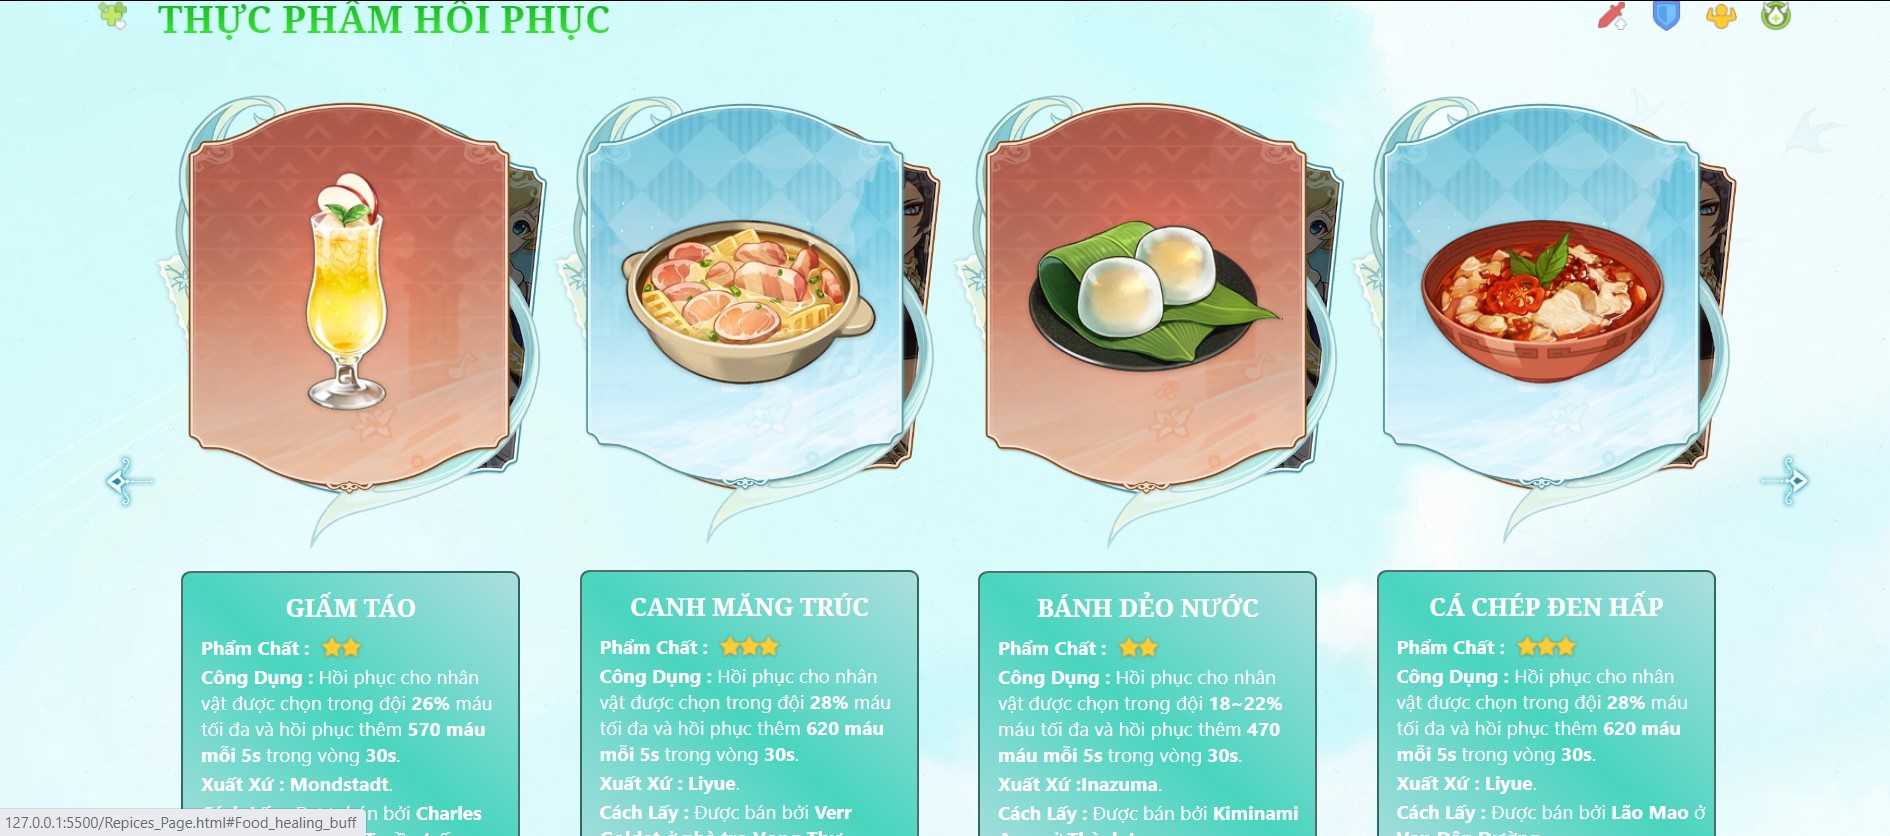 THỰC PHẨM HỒI PHỤC
GIẤM TÁO
Phẩm Chất :
Công Dụng : Hồi phục cho nhân
vật được chọn trong đội 26% máu
tối đa và hồi phục thêm 570 máu
mỗi 5s trong vòng 30s.
Xuất Xứ : Mondstadt.
Charles
CANH MĂNG TRÚC
Phẩm Chất :
Công Dụng : Hồi phục cho nhân
vật được chọn trong đội 28% máu
tối đa và hồi phục thêm 620 máu
mỗi 5s trong vòng 30s.
Xuất Xứ : Liyue.
Cách Lấy : Được bán bởi Verr
BÁNH DẺO NƯỚC
Phẩm Chất :
Công Dụng : Hồi phục cho nhân
vật được chọn trong đội 18~22%
máu tối đa và hồi phục thêm 470
máu mỗi 5s trong vòng 30s.
Xuất Xứ :Inazuma.
Cách Lấy : Được bán bởi Kiminami
CÁ CHÉP ĐEN HẤP
Phẩm Chất :
Công Dụng : Hồi phục cho nhân
vật được chọn trong đội 28% máu
tối đa và hồi phục thêm 620 máu
mỗi 5s trong vòng 30s.
Xuất Xứ : Liyue.
Cách Lấy : Được bán bởi Lão Mao ở
127.0.0.1:5500/Repices_Page.html#Food_healing_buff